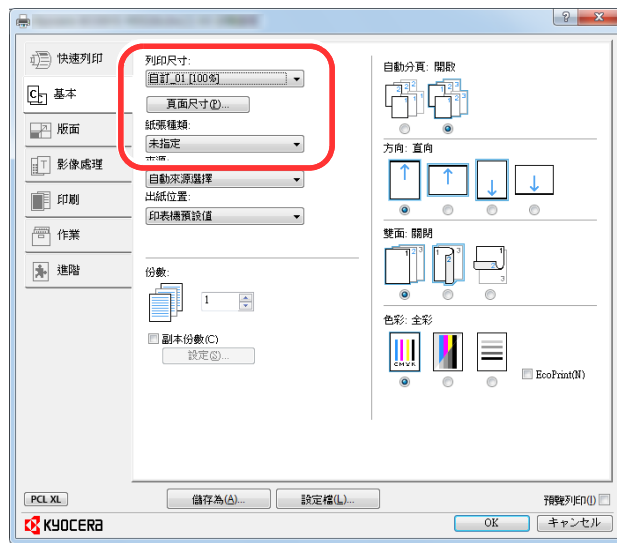 快速列印
基本
版面
影像處理
印刷
作業
進階
列印尺寸:
自訂_01 [100%]
頁面尺寸(P)...
紙張種類:
未指定
來源:
自動來源選擇
出紙位置:
印表機預設值
份數:
1
副本份數(C)
設定(G)...
自動分頁: 開啟
方向: 直向
雙面: 關閉
色彩: 全彩
CMYK
EcoPrint(N)
PCL XL
儲存為(A)...
設定檔(L)...
預覽列印(I)
KYOCERA
OK
キャンセル